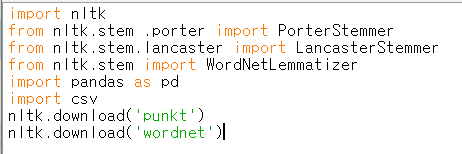 import nltk
from nltk.stem .porter import PorterStemmer
from nltk.stem.lancaster import LancasterStemmer
from nltk.stem import WordNetLemmatizer
import pandas as pd
import csv
nltk.download('punkt')
nltk.download('wordnet')